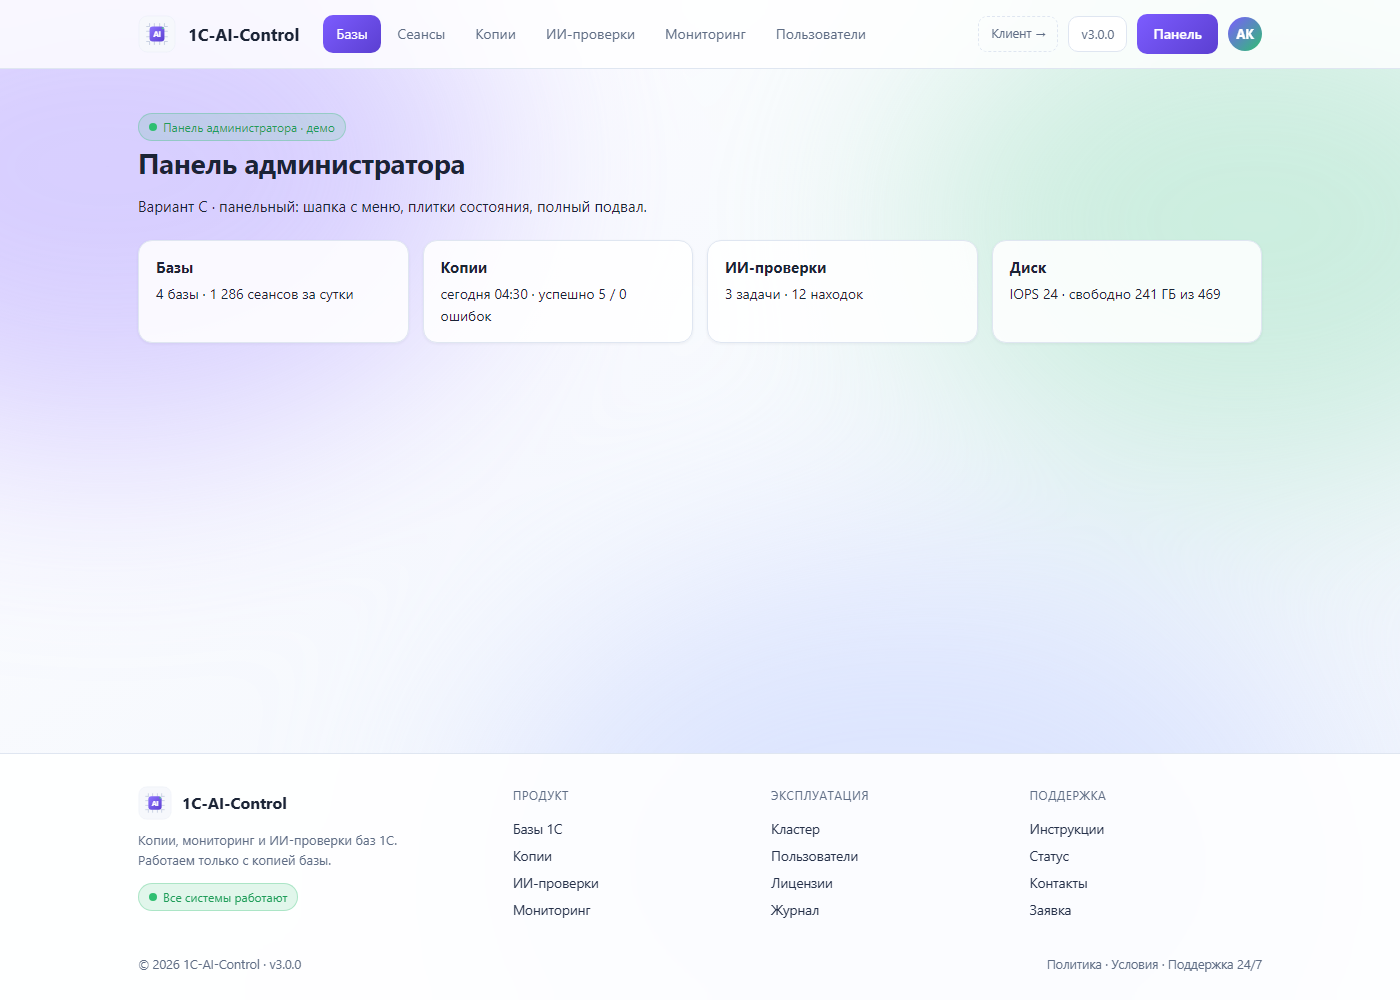 AI 1C-AI-Control Базы Сеансы Копии ИИ-проверки Мониторинг Пользователи Клиент → v3.0.0 Панель АК
Панель администратора · демо
Панель администратора
Вариант C · панельный: шапка с меню, плитки состояния, полный подвал.
Базы
4 базы · 1 286 сеансов за сутки
Копии
сегодня 04:30 · успешно 5 / 0
ошибок
ИИ-проверки
3 задачи · 12 находок
Диск
IOPS 24 · свободно 241 ГБ из 469
AI 1C-AI-Control
Копии, мониторинг и ИИ-проверки баз 1С.
Работаем только с копией базы.
Все системы работают
ПРОДУКТ
Базы 1С
Копии
ИИ-проверки
Мониторинг
ЭКСПЛУАТАЦИЯ
Кластер
Пользователи
Лицензии
Журнал
ПОДДЕРЖКА
Инструкции
Статус
Контакты
Заявка
© 2026 1C-AI-Control · v3.0.0
Политика · Условия · Поддержка 24/7